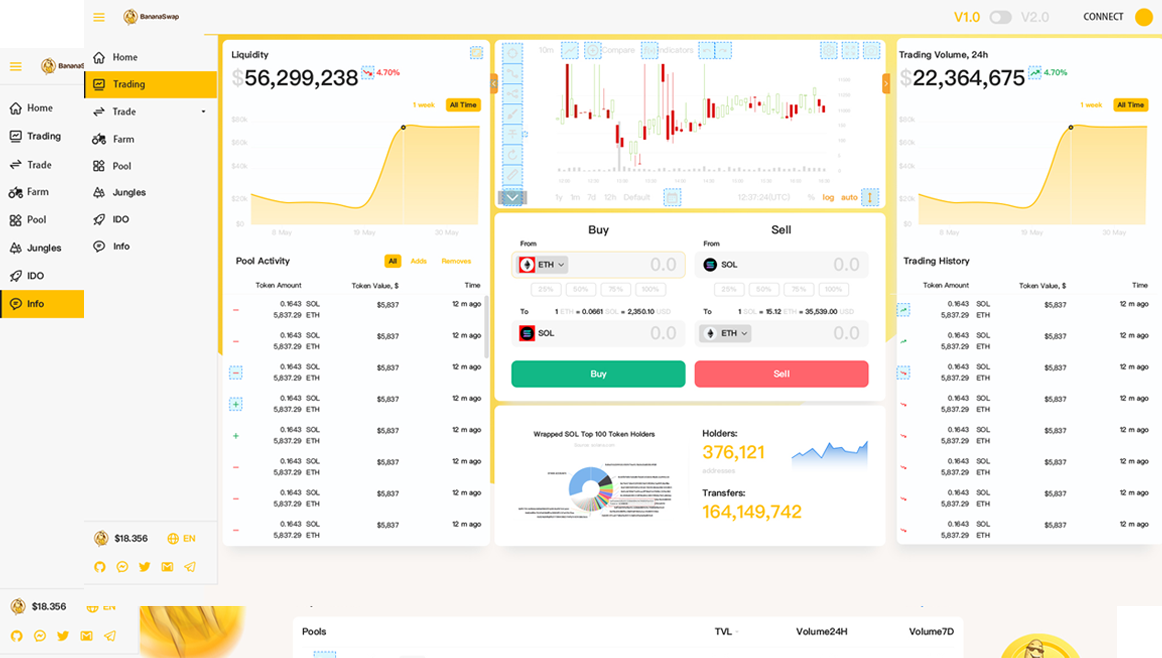 BananaSwap
V1.0
V2.0
CONNECT
Home
Trading
Trade
Farm
Pool
Jungles
IDO
Info
$18.356
EN
Home
Trading
Trade
Farm
Pool
Jungles
IDO
Info
$18.356
EN
Liquidity
$56,299,238
4.70%
1 week
All Time
$80k
$60k
$40k
$20k
$0
8 May
19 May
30 May
Pool Activity
All
Adds
Removes
Token Amount
Token Value, $
Time
0.1643 SOL
$5,837
12 m ago
5,837.29 ETH
0.1643 SOL
$5,837
12 m ago
5,837.29 ETH
0.1643 SOL
$5,837
12 m ago
5,837.29 ETH
0.1643 SOL
$5,837
12 m ago
5,837.29 ETH
0.1643 SOL
$5,837
12 m ago
5,837.29 ETH
0.1643 SOL
$5,837
12 m ago
5,837.29 ETH
0.1643 SOL
$5,837
12 m ago
5,837.29 ETH
0.1643 SOL
$5,837
12 m ago
5,837.29 ETH
10m
Compare
Indicators
1y 1m 7d 12h Default
12:37:24(UTC)
% log auto
Buy
From
ETH
0.0
25% 50% 75% 100%
To
1 ETH = 0.0661 SOL = 2,350.10 USD
SOL
0.0
Buy
Sell
From
SOL
0.0
25% 50% 75% 100%
To
1 SOL = 15.12 ETH = 35,539.00 USD
ETH
0.0
Sell
Wrapped SOL Top 100 Token Holders
Holders:
376,121
addresses
Transfers:
164,149,742
Trading Volume, 24h
$22,364,675
4.70%
1 week
All Time
$80k
$60k
$40k
$20k
$0
8 May
19 May
30 May
Trading History
Token Amount
Token Value, $
Time
0.1643 SOL
$5,837
12 m ago
5,837.29 ETH
0.1643 SOL
$5,837
12 m ago
5,837.29 ETH
0.1643 SOL
$5,837
12 m ago
5,837.29 ETH
0.1643 SOL
$5,837
12 m ago
5,837.29 ETH
0.1643 SOL
$5,837
12 m ago
5,837.29 ETH
0.1643 SOL
$5,837
12 m ago
5,837.29 ETH
0.1643 SOL
$5,837
12 m ago
5,837.29 ETH
0.1643 SOL
$5,837
12 m ago
5,837.29 ETH
Pools
TVL
Volume24H
Volume7D